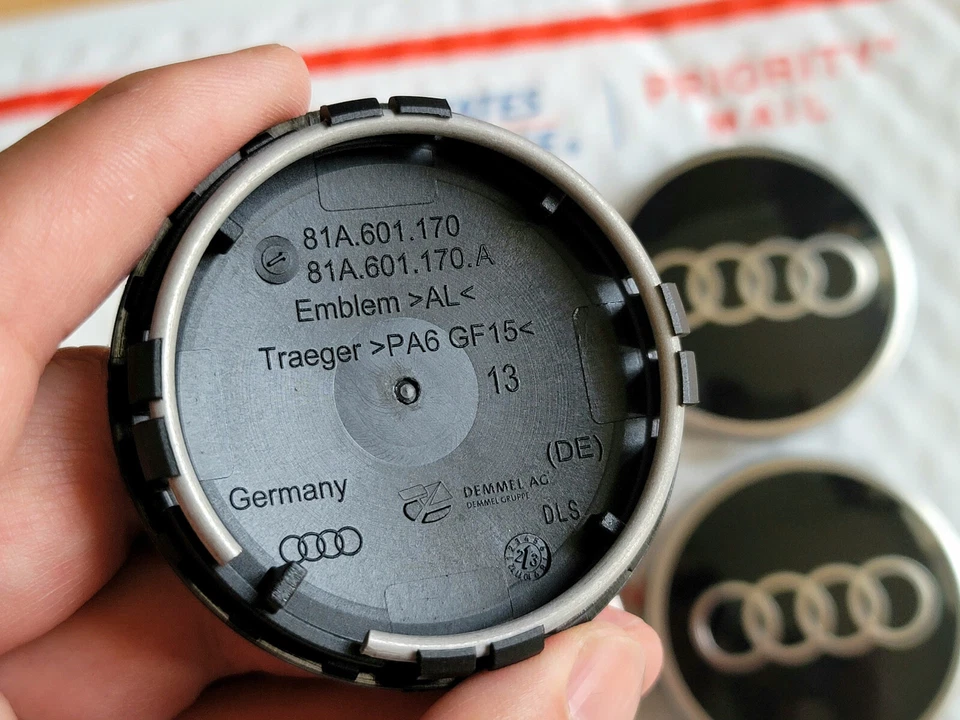 PRIORITY
MAIL
81A.601.170
81A.601.170.A
Emblem >AL<
Traeger >PA6 GF15<
13
(DE)
Germany
DEMMEL AG
DEMMEL GRUPPE
DLS